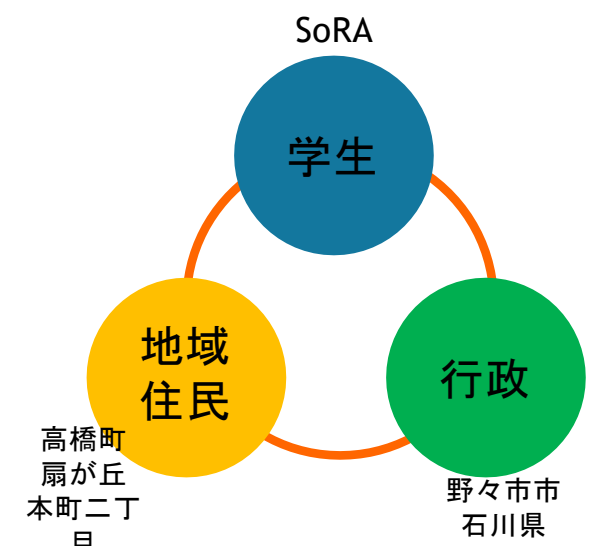 SoRA
学生
地域
住民
行政
高橋町
扇が丘
本町二丁
目
野々市市
石川県